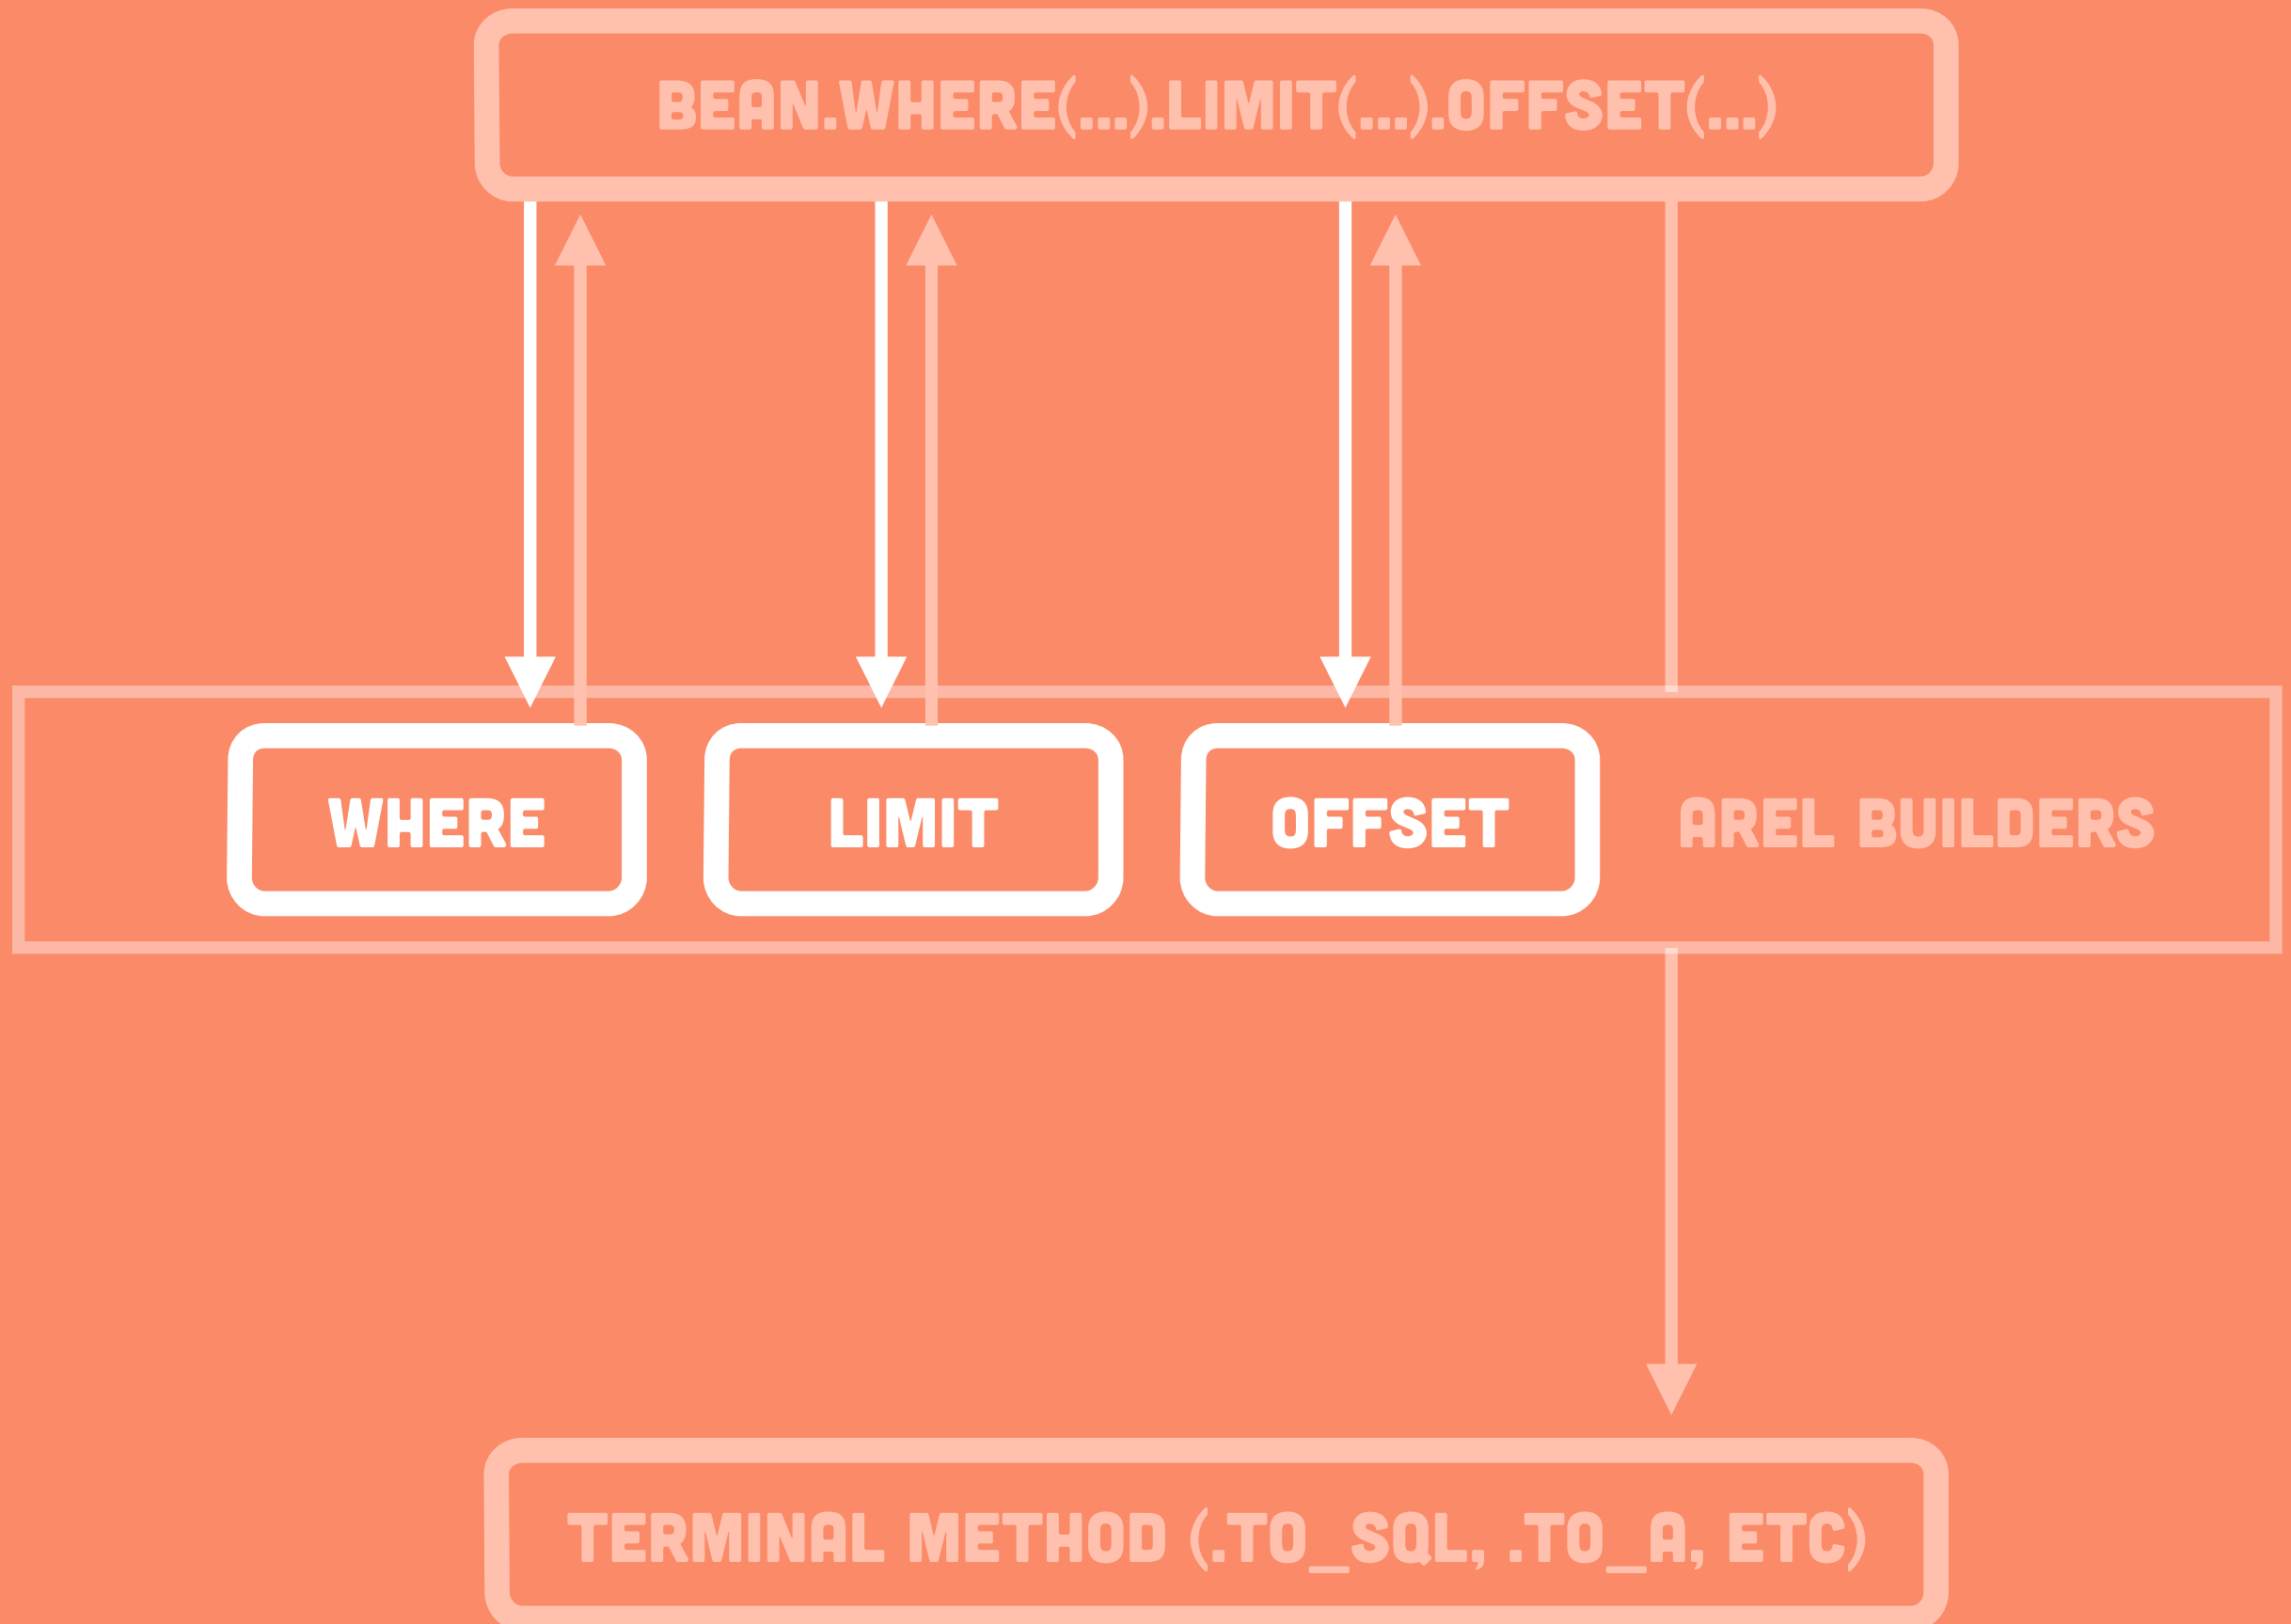 BEAN.WHERE(...).LIMIT(...).OFFSET(...)
WHERE
LIMIT
OFFSET
AREL BUILDERS
TERMINAL METHOD (.TO_SQL, .TO_A, ETC)